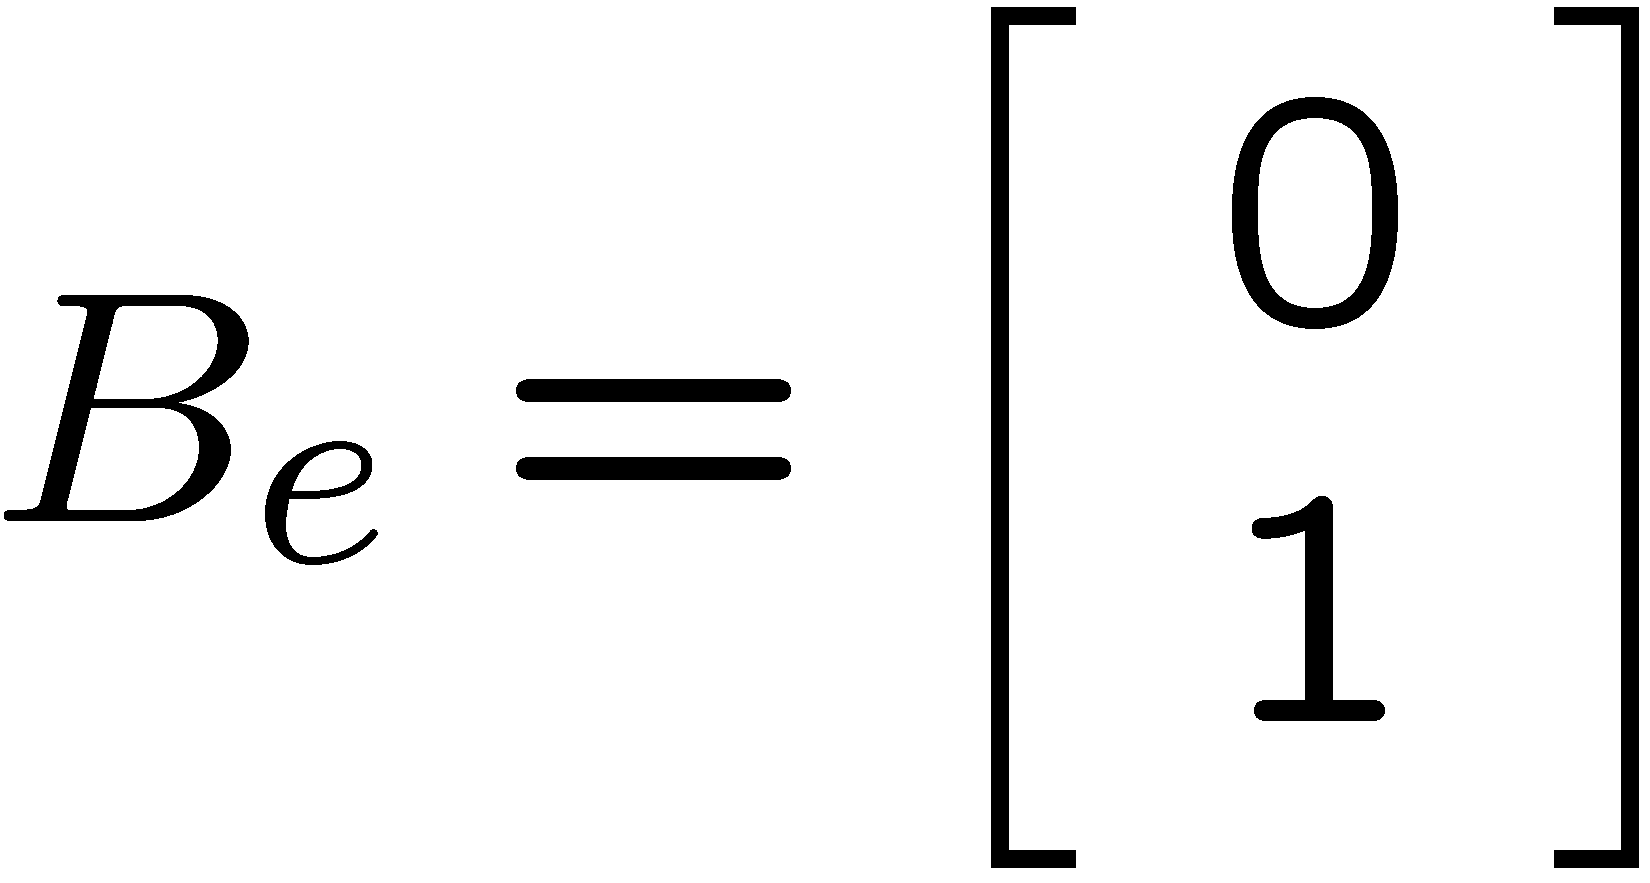 B_e = [ 0
1 ]